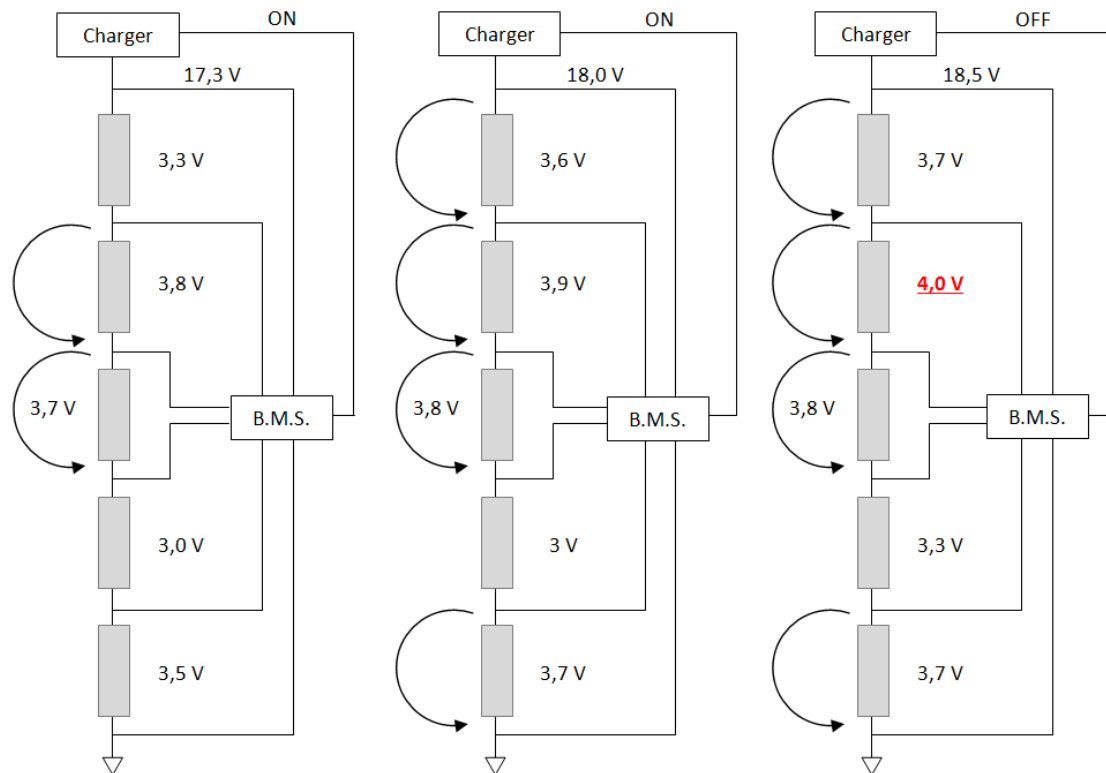 ON
Charger
17,3 V
3,3 V
3,8 V
3,7 V
B.M.S.
3,0 V
3,5 V
ON
Charger
18,0 V
3,6 V
3,9 V
3,8 V
B.M.S.
3 V
3,7 V
OFF
Charger
18,5 V
3,7 V
4,0 V
3,8 V
B.M.S.
3,3 V
3,7 V